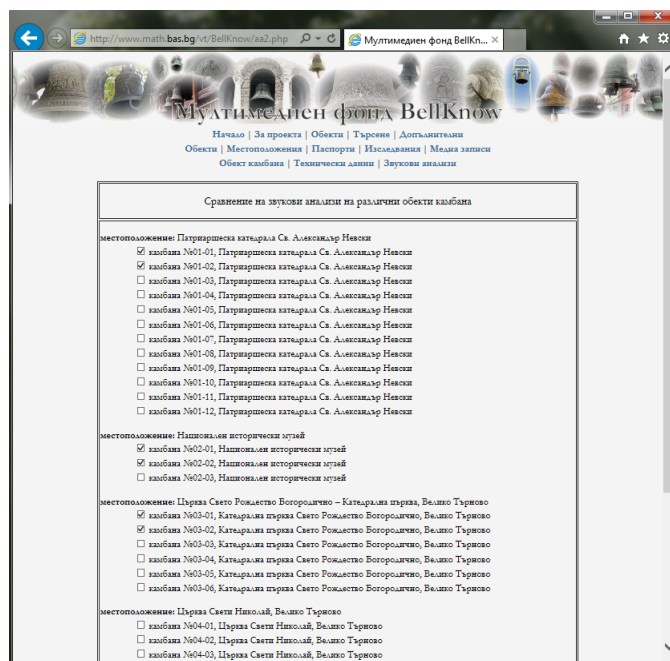 http://www.math.bas.bg/vt/BellKnow/aa2.php
Мултимедиен фонд BellKn...
Мултимедиен фонд BellKnow
Начало | За проекта | Обекти | Търсене | Допълнителни
Обекти | Местоположения | Паспорти | Изследвания | Медиа записи
Обект камбана | Технически данни | Звукови анализи
Сравнение на звукови анализи на различни обекти камбана
местоположение: Патриаршеска катедрала Св. Александър Невски
камбана №01-01, Патриаршеска катедрала Св. Александър Невски
камбана №01-02, Патриаршеска катедрала Св. Александър Невски
камбана №01-03, Патриаршеска катедрала Св. Александър Невски
камбана №01-04, Патриаршеска катедрала Св. Александър Невски
камбана №01-05, Патриаршеска катедрала Св. Александър Невски
камбана №01-06, Патриаршеска катедрала Св. Александър Невски
камбана №01-07, Патриаршеска катедрала Св. Александър Невски
камбана №01-08, Патриаршеска катедрала Св. Александър Невски
камбана №01-09, Патриаршеска катедрала Св. Александър Невски
камбана №01-10, Патриаршеска катедрала Св. Александър Невски
камбана №01-11, Патриаршеска катедрала Св. Александър Невски
камбана №01-12, Патриаршеска катедрала Св. Александър Невски
местоположение: Национален исторически музей
камбана №02-01, Национален исторически музей
камбана №02-02, Национален исторически музей
камбана №02-03, Национален исторически музей
местоположение: Църква Свето Рождество Богородично – Катедрална църква, Велико Търново
камбана №03-01, Катедрална църква Свето Рождество Богородично, Велико Търново
камбана №03-02, Катедрална църква Свето Рождество Богородично, Велико Търново
камбана №03-03, Катедрална църква Свето Рождество Богородично, Велико Търново
камбана №03-04, Катедрална църква Свето Рождество Богородично, Велико Търново
камбана №03-05, Катедрална църква Свето Рождество Богородично, Велико Търново
камбана №03-06, Катедрална църква Свето Рождество Богородично, Велико Търново
местоположение: Църква Свети Николай, Велико Търново
камбана №04-01, Църква Свети Николай, Велико Търново
камбана №04-02, Църква Свети Николай, Велико Търново
камбана №04-03, Църква Свети Николай, Велико Търново